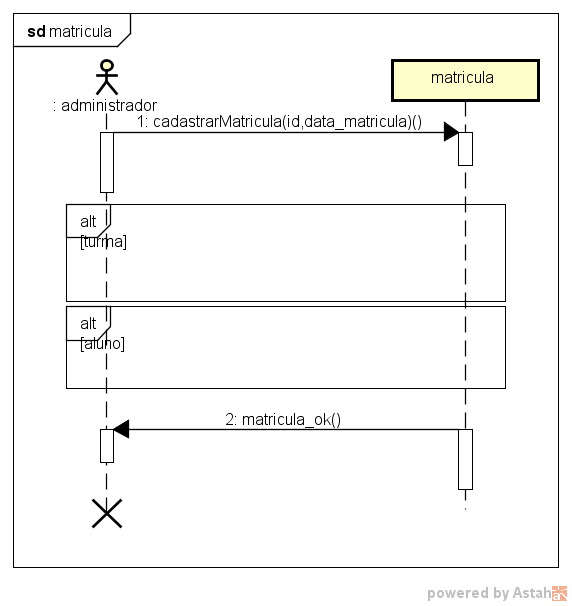 sd matricula
: administrador
matricula
1: cadastrarMatricula(id,data_matricula)()
alt
[turma]
alt
[aluno]
2: matricula_ok()
powered by Astah